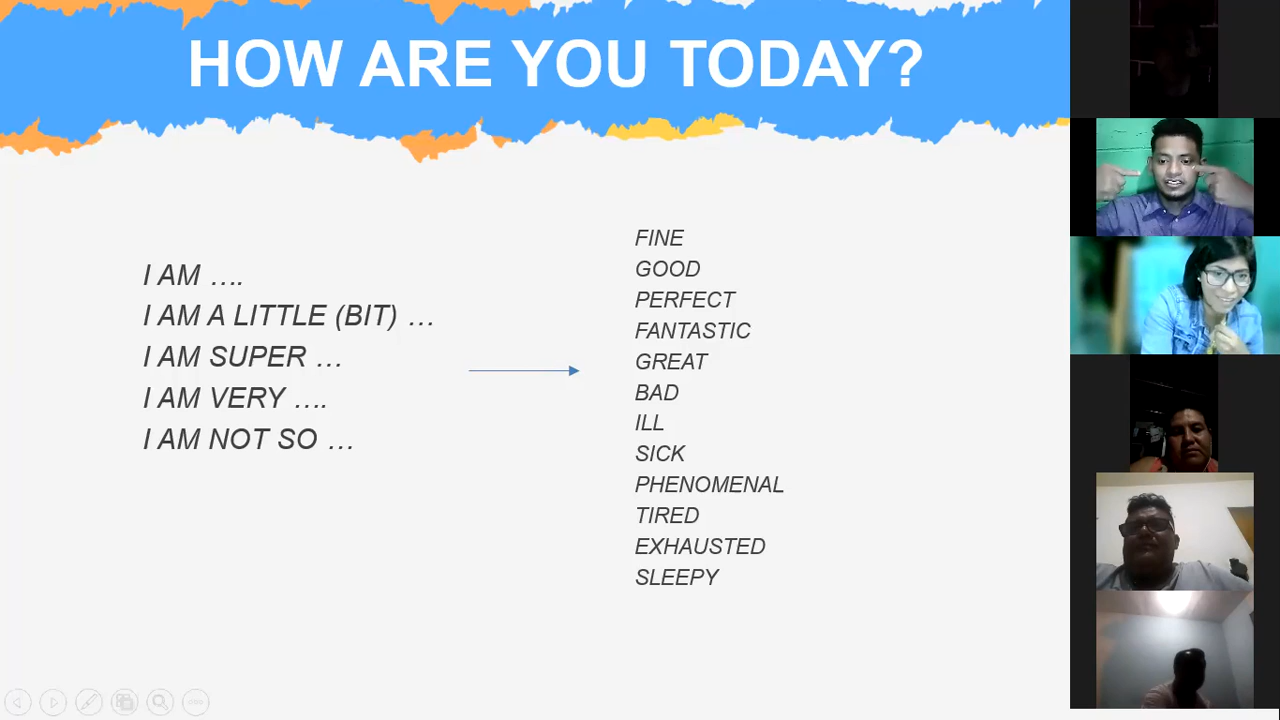 HOW ARE YOU TODAY?
I AM ….
I AM A LITTLE (BIT) …
I AM SUPER …
I AM VERY ….
I AM NOT SO …
FINE
GOOD
PERFECT
FANTASTIC
GREAT
BAD
ILL
SICK
PHENOMENAL
TIRED
EXHAUSTED
SLEEPY